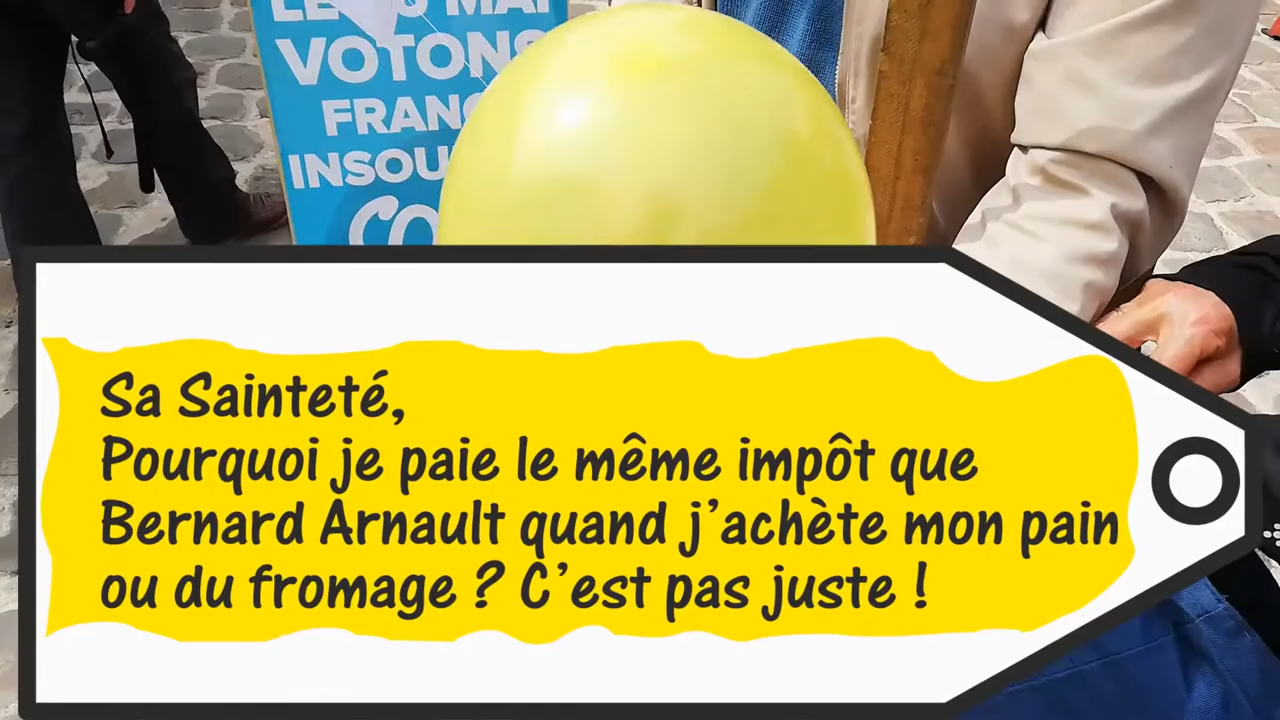 VOTONS
Sa Sainteté,
Pourquoi je paie le même impôt que
Bernard Arnault quand j’achète mon pain
ou du fromage ? C’est pas juste !